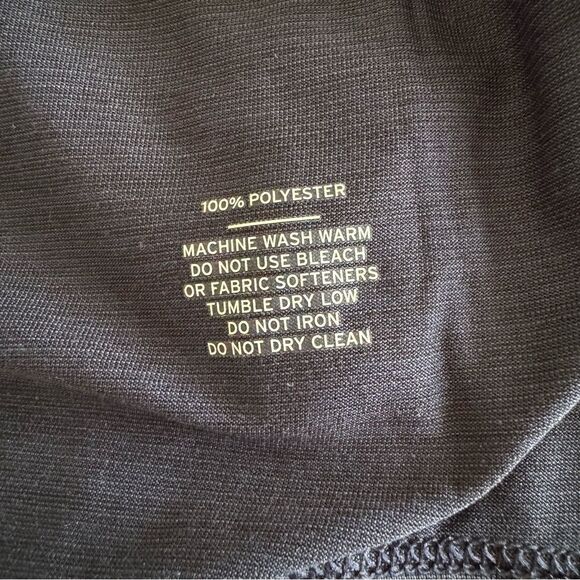 100% POLYESTER
MACHINE WASH WARM
DO NOT USE BLEACH
OR FABRIC SOFTENERS
TUMBLE DRY LOW
DO NOT IRON
DO NOT DRY CLEAN